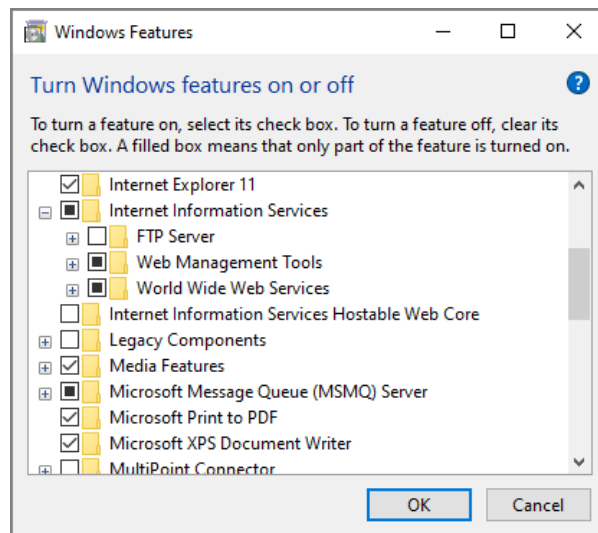 Windows Features
Turn Windows features on or off
To turn a feature on, select its check box. To turn a feature off, clear its
check box. A filled box means that only part of the feature is turned on.
Internet Explorer 11
Internet Information Services
FTP Server
Web Management Tools
World Wide Web Services
Internet Information Services Hostable Web Core
Legacy Components
Media Features
Microsoft Message Queue (MSMQ) Server
Microsoft Print to PDF
Microsoft XPS Document Writer
MultiPoint Connector
OK Cancel